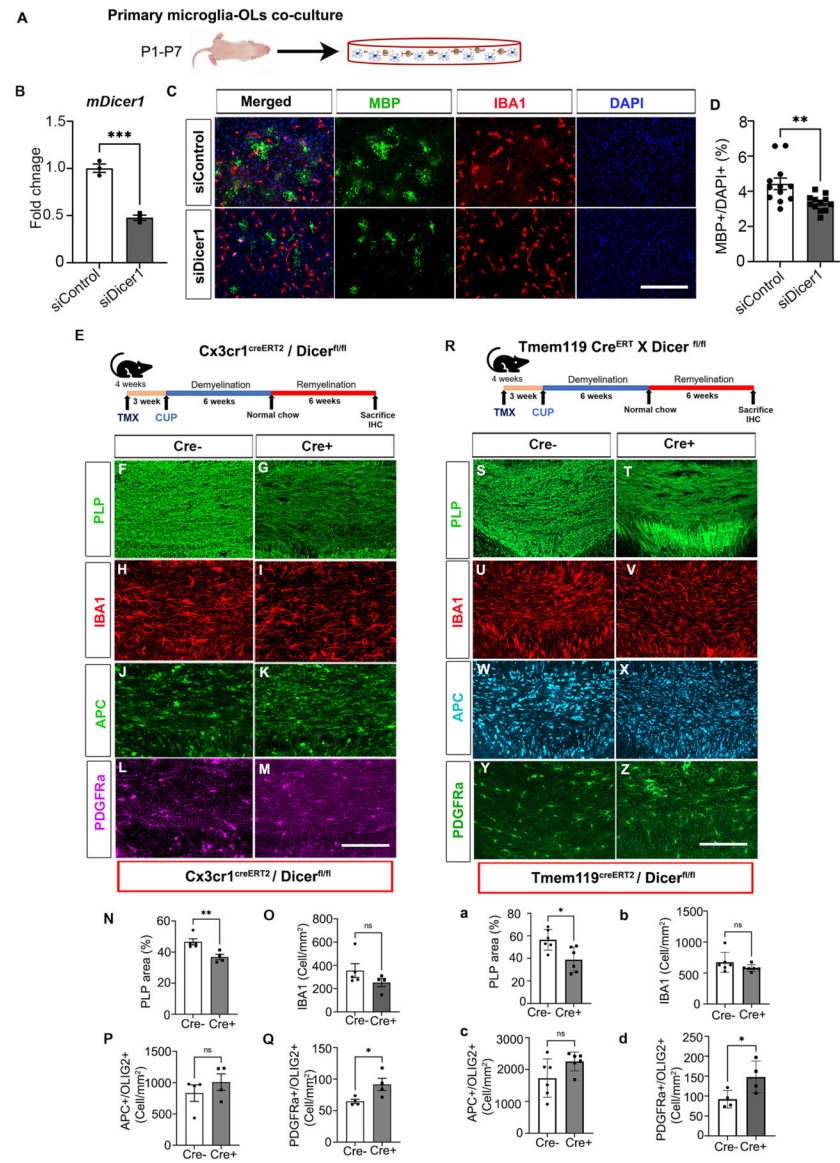 A
Primary microglia-OLs co-culture
P1-P7
B
mDicer1
Fold chnage
1.5
1.0
0.5
0
***
siControl
siDicer1
C
Merged
MBP
IBA1
DAPI
siControl
siDicer1
D
MBP+/DAPI+ (%)
8
6
4
2
0
**
siControl
siDicer1
E
Cx3cr1creERT2 / Dicerfl/fl
4 weeks
Demyelination
Remyelination
3 week
6 weeks
6 weeks
TMX
CUP
Normal chow
Sacrifice
IHC
Cre-
Cre+
PLP
F
G
IBA1
H
I
APC
J
K
PDGFRa
L
M
Cx3cr1creERT2 / Dicerfl/fl
R
Tmem119 CreERT X Dicer fl/fl
4 weeks
Demyelination
Remyelination
3 week
6 weeks
6 weeks
TMX
CUP
Normal chow
Sacrifice
IHC
Cre-
Cre+
PLP
S
T
IBA1
U
V
APC
W
X
PDGFRa
Y
Z
Tmem119creERT2 / Dicerfl/fl
N
PLP area (%)
60
40
20
0
**
Cre-
Cre+
O
IBA1 (Cell/mm2)
800
600
400
200
0
ns
Cre-
Cre+
a
PLP area (%)
80
60
40
20
0
*
Cre-
Cre+
b
IBA1 (Cell/mm2)
1500
1000
500
0
ns
Cre-
Cre+
P
APC+/OLIG2+
(Cell/mm2)
2000
1500
1000
500
0
ns
Cre-
Cre+
Q
PDGFRa+/OLIG2+
(Cell/mm2)
150
100
50
0
*
Cre-
Cre+
c
APC+/OLIG2+
(Cell/mm2)
3000
2000
1000
0
ns
Cre-
Cre+
d
PDGFRa+/OLIG2+
(Cell/mm2)
250
200
150
100
50
0
*
Cre-
Cre+